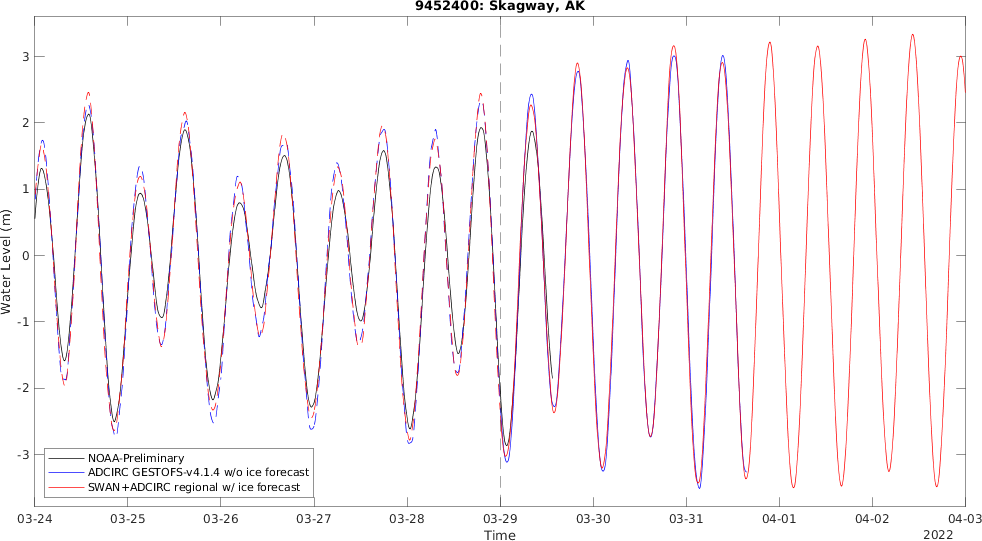 9452400: Skagway, AK
Water Level (m)
3
2
1
0
-1
-2
-3
NOAA-Preliminary
ADCIRC GESTOFS-v4.1.4 w/o ice forecast
SWAN+ADCIRC regional w/ ice forecast
03-24 03-25 03-26 03-27 03-28 03-29 03-30 03-31 04-01 04-02 04-03
Time
2022